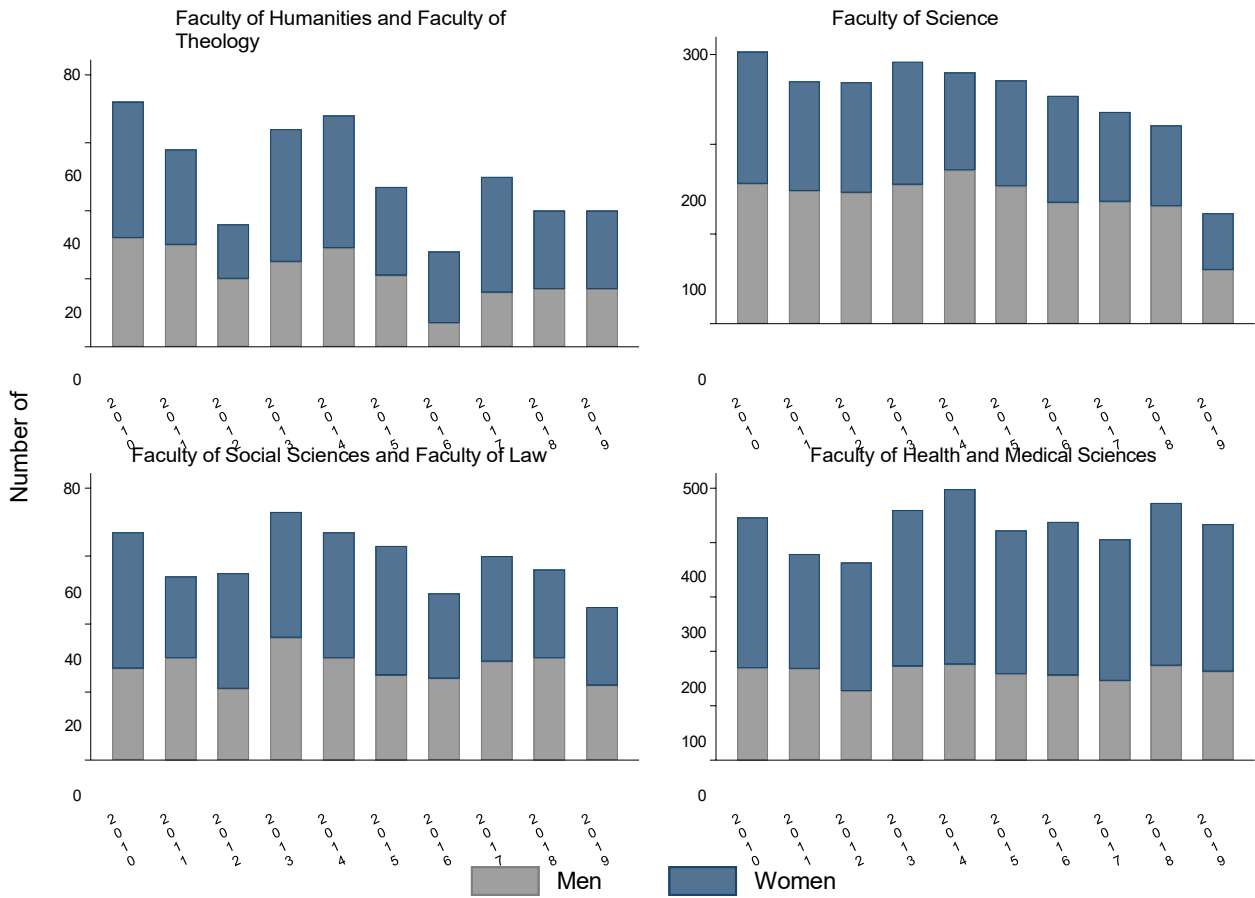 Faculty of Humanities and Faculty of
Theology
80
60
40
20
0
2010 2011 2012 2013 2014 2015 2016 2017 2018 2019
Faculty of Science
300
200
100
0
2010 2011 2012 2013 2014 2015 2016 2017 2018 2019
Number of
Faculty of Social Sciences and Faculty of Law
80
60
40
20
0
2010 2011 2012 2013 2014 2015 2016 2017 2018 2019
Faculty of Health and Medical Sciences
500
400
300
200
100
0
2010 2011 2012 2013 2014 2015 2016 2017 2018 2019
Men Women